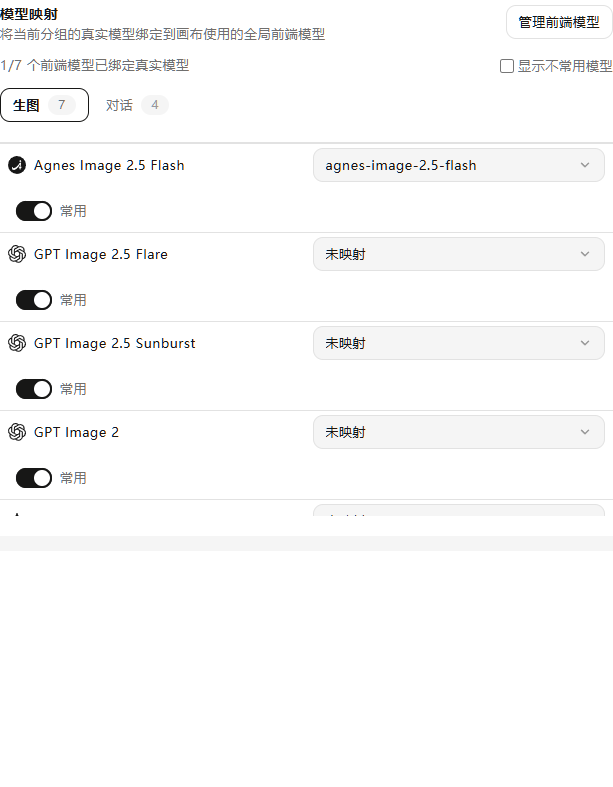 模型映射
将当前分组的真实模型绑定到画布使用的全局前端模型
管理前端模型
1/7 个前端模型已绑定真实模型
显示不常用模型
生图 7
对话 4
Agnes Image 2.5 Flash
agnes-image-2.5-flash
常用
GPT Image 2.5 Flare
未映射
常用
GPT Image 2.5 Sunburst
未映射
常用
GPT Image 2
未映射
常用